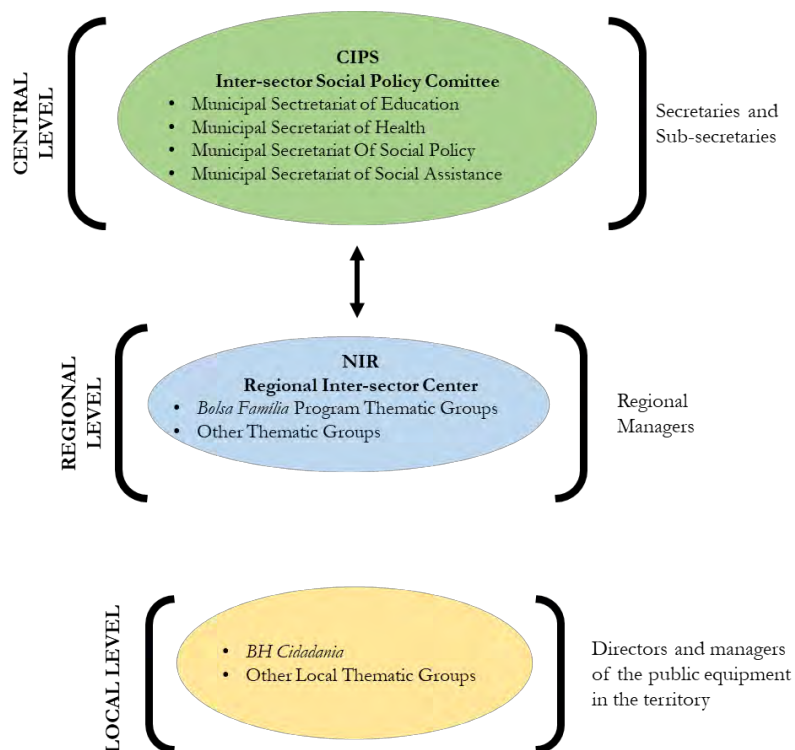 CENTRAL
LEVEL
CIPS
Inter-sector Social Policy Comittee
• Municipal Sectretariat of Education
• Municipal Secretariat of Health
• Municipal Secretariat Of Social Policy
• Municipal Secretariat of Social Assistance
Secretaries and
Sub-secretaries
REGIONAL
LEVEL
NIR
Regional Inter-sector Center
• Bolsa Família Program Thematic Groups
• Other Thematic Groups
Regional
Managers
LOCAL LEVEL
• BH Cidadania
• Other Local Thematic Groups
Directors and managers
of the public equipment
in the territory